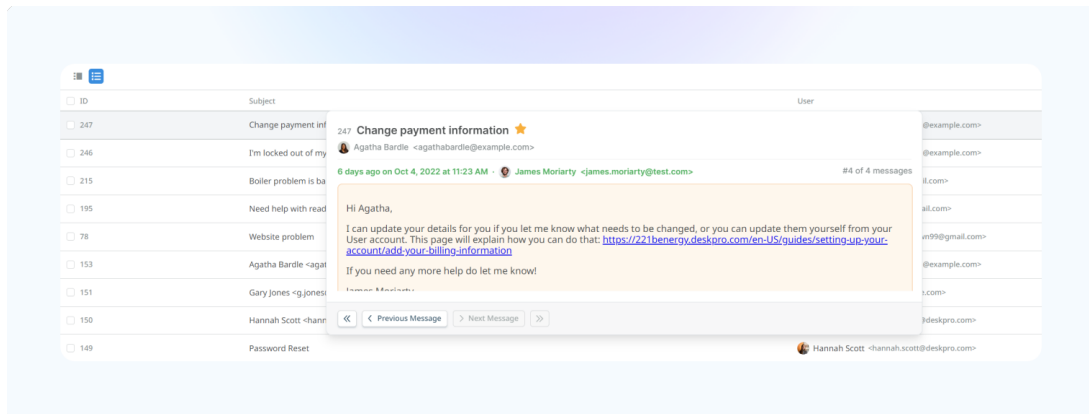 ID Subject User
247 Change payment inf @example.com>
246 I'm locked out of my @example.com>
215 Boiler problem is ba il.com>
195 Need help with read ail.com>
78 Website problem vn99@gmail.com>
153 Agatha Bardle <agat @example.com>
151 Gary Jones <g.jones .com>
150 Hannah Scott <hann @deskpro.com>
149 Password Reset Hannah Scott <hannah.scott@deskpro.com>
247 Change payment information
Agatha Bardle <agathabardle@example.com>
6 days ago on Oct 4, 2022 at 11:23 AM · James Moriarty <james.moriarty@test.com> #4 of 4 messages
Hi Agatha,
I can update your details for you if you let me know what needs to be changed, or you can update them yourself from your
User account. This page will explain how you can do that: https://221benergy.deskpro.com/en-US/guides/setting-up-your-
account/add-your-billing-information
If you need any more help do let me know!
James Moriarty
Previous Message Next Message